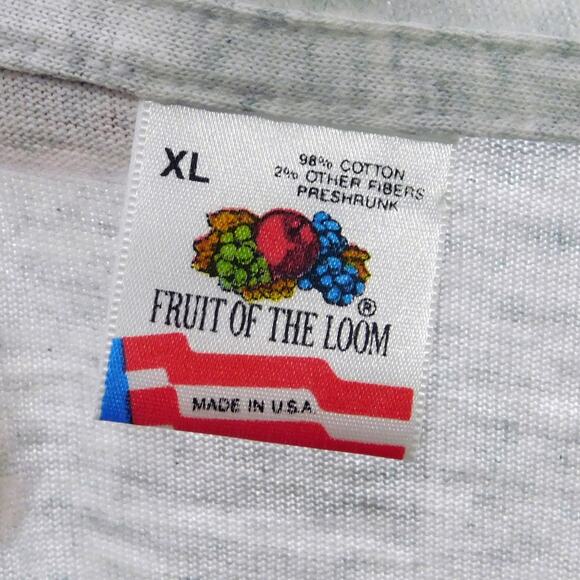 XL
98% COTTON
2% OTHER FIBERS
PRESHRUNK
FRUIT OF THE LOOM®
MADE IN U.S.A